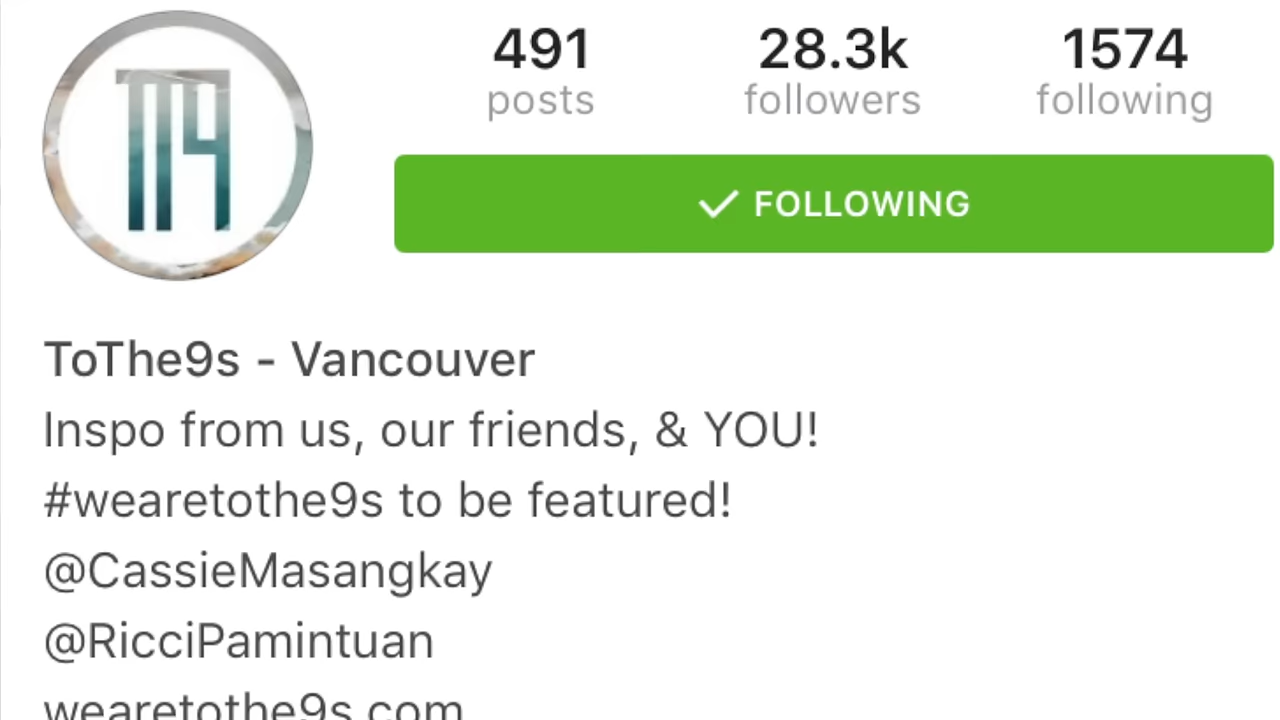 491 28.3k 1574
posts followers following
FOLLOWING
ToThe9s - Vancouver
Inspo from us, our friends, & YOU!
#wearetothe9s to be featured!
@CassieMasangkay
@RicciPamintuan
wearetothe9s.com